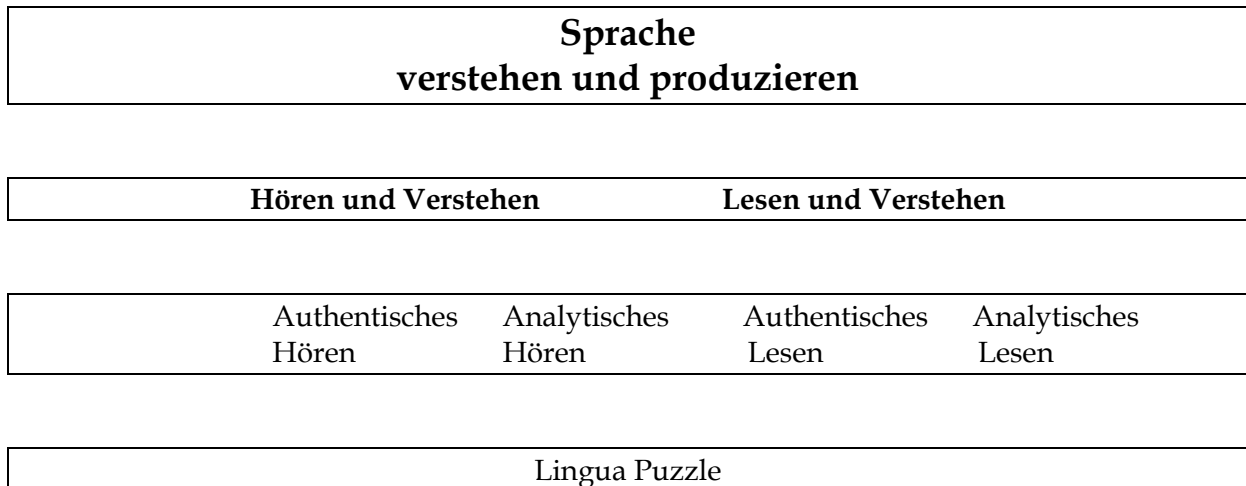 Sprache
verstehen und produzieren
Hören und Verstehen Lesen und Verstehen
Authentisches Analytisches Authentisches Analytisches
Hören Hören Lesen Lesen
Lingua Puzzle